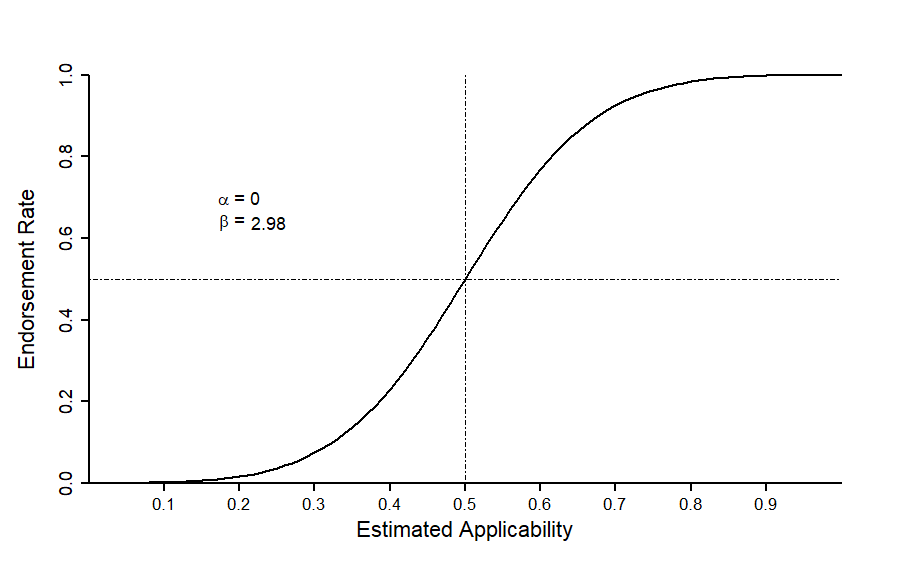 1.0
0.8
α = 0
β = 2.98
0.6
Endorsement Rate
0.4
0.2
0.0
0.1 0.2 0.3 0.4 0.5 0.6 0.7 0.8 0.9
Estimated Applicability